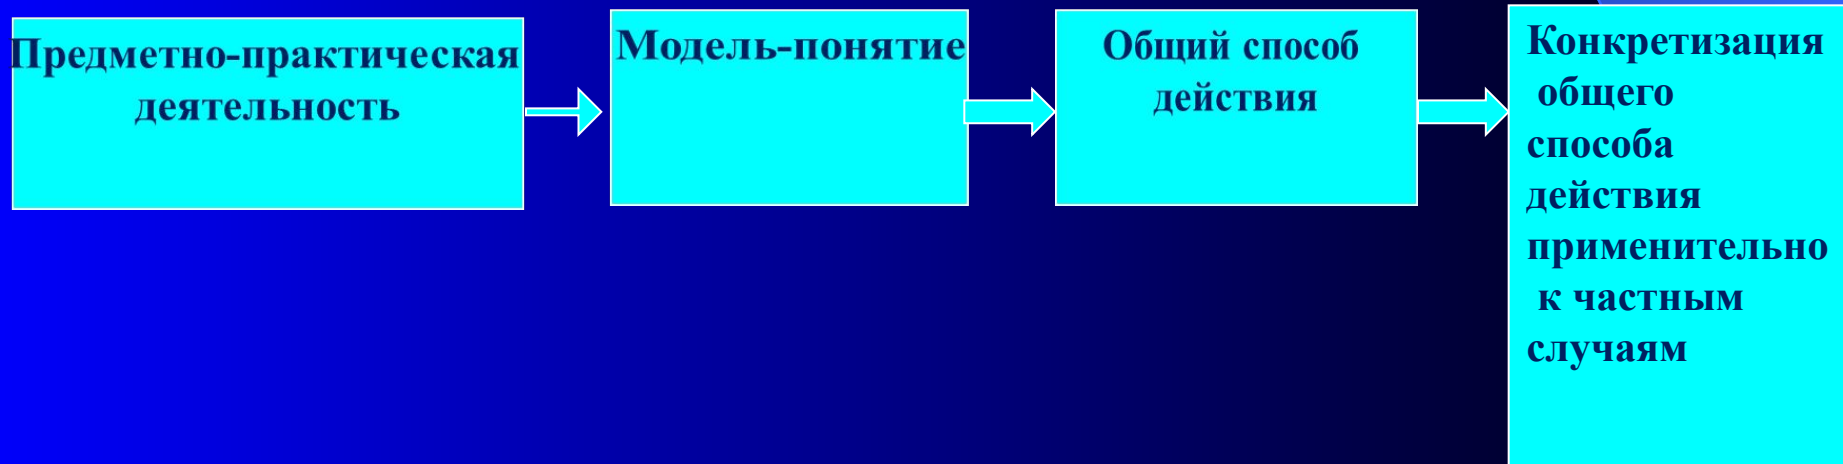 Предметно-практическая
деятельность
Модель-понятие
Общий способ
действия
Конкретизация
общего
способа
действия
применительно
к частным
случаям